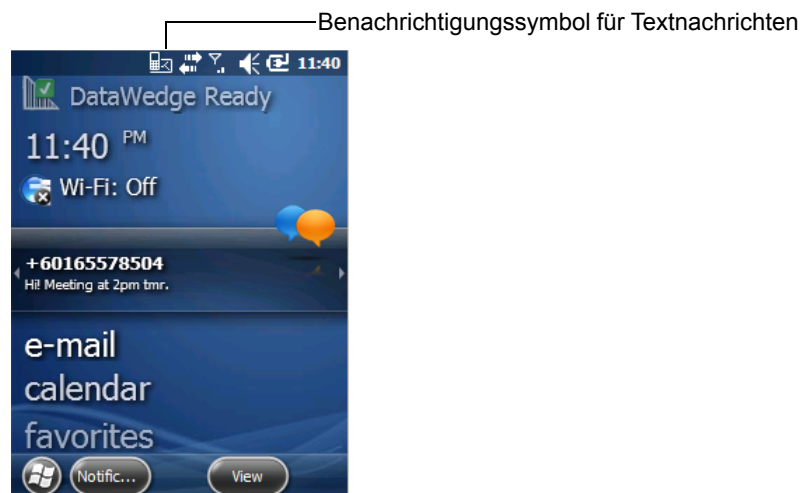 Benachrichtigungssymbol für Textnachrichten
11:40
DataWedge Ready
11:40 PM
Wi-Fi: Off
+60165578504
Hi! Meeting at 2pm tmr.
e-mail
calendar
favorites
Notific...
View